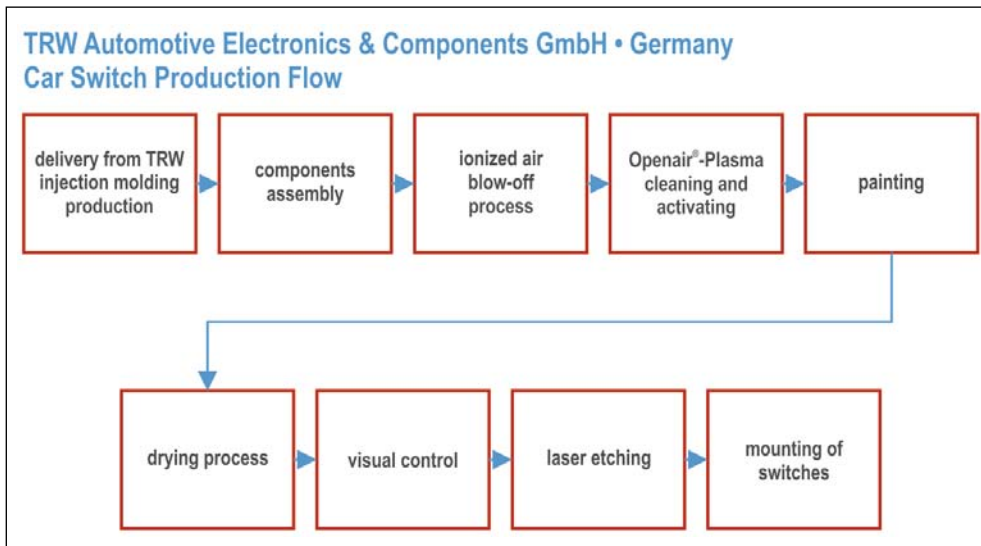 TRW Automotive Electronics & Components GmbH • Germany
Car Switch Production Flow
delivery from TRW
injection molding
production
components
assembly
ionized air
blow-off
process
Openair®-Plasma
cleaning and
activating
painting
drying process
visual control
laser etching
mounting of
switches